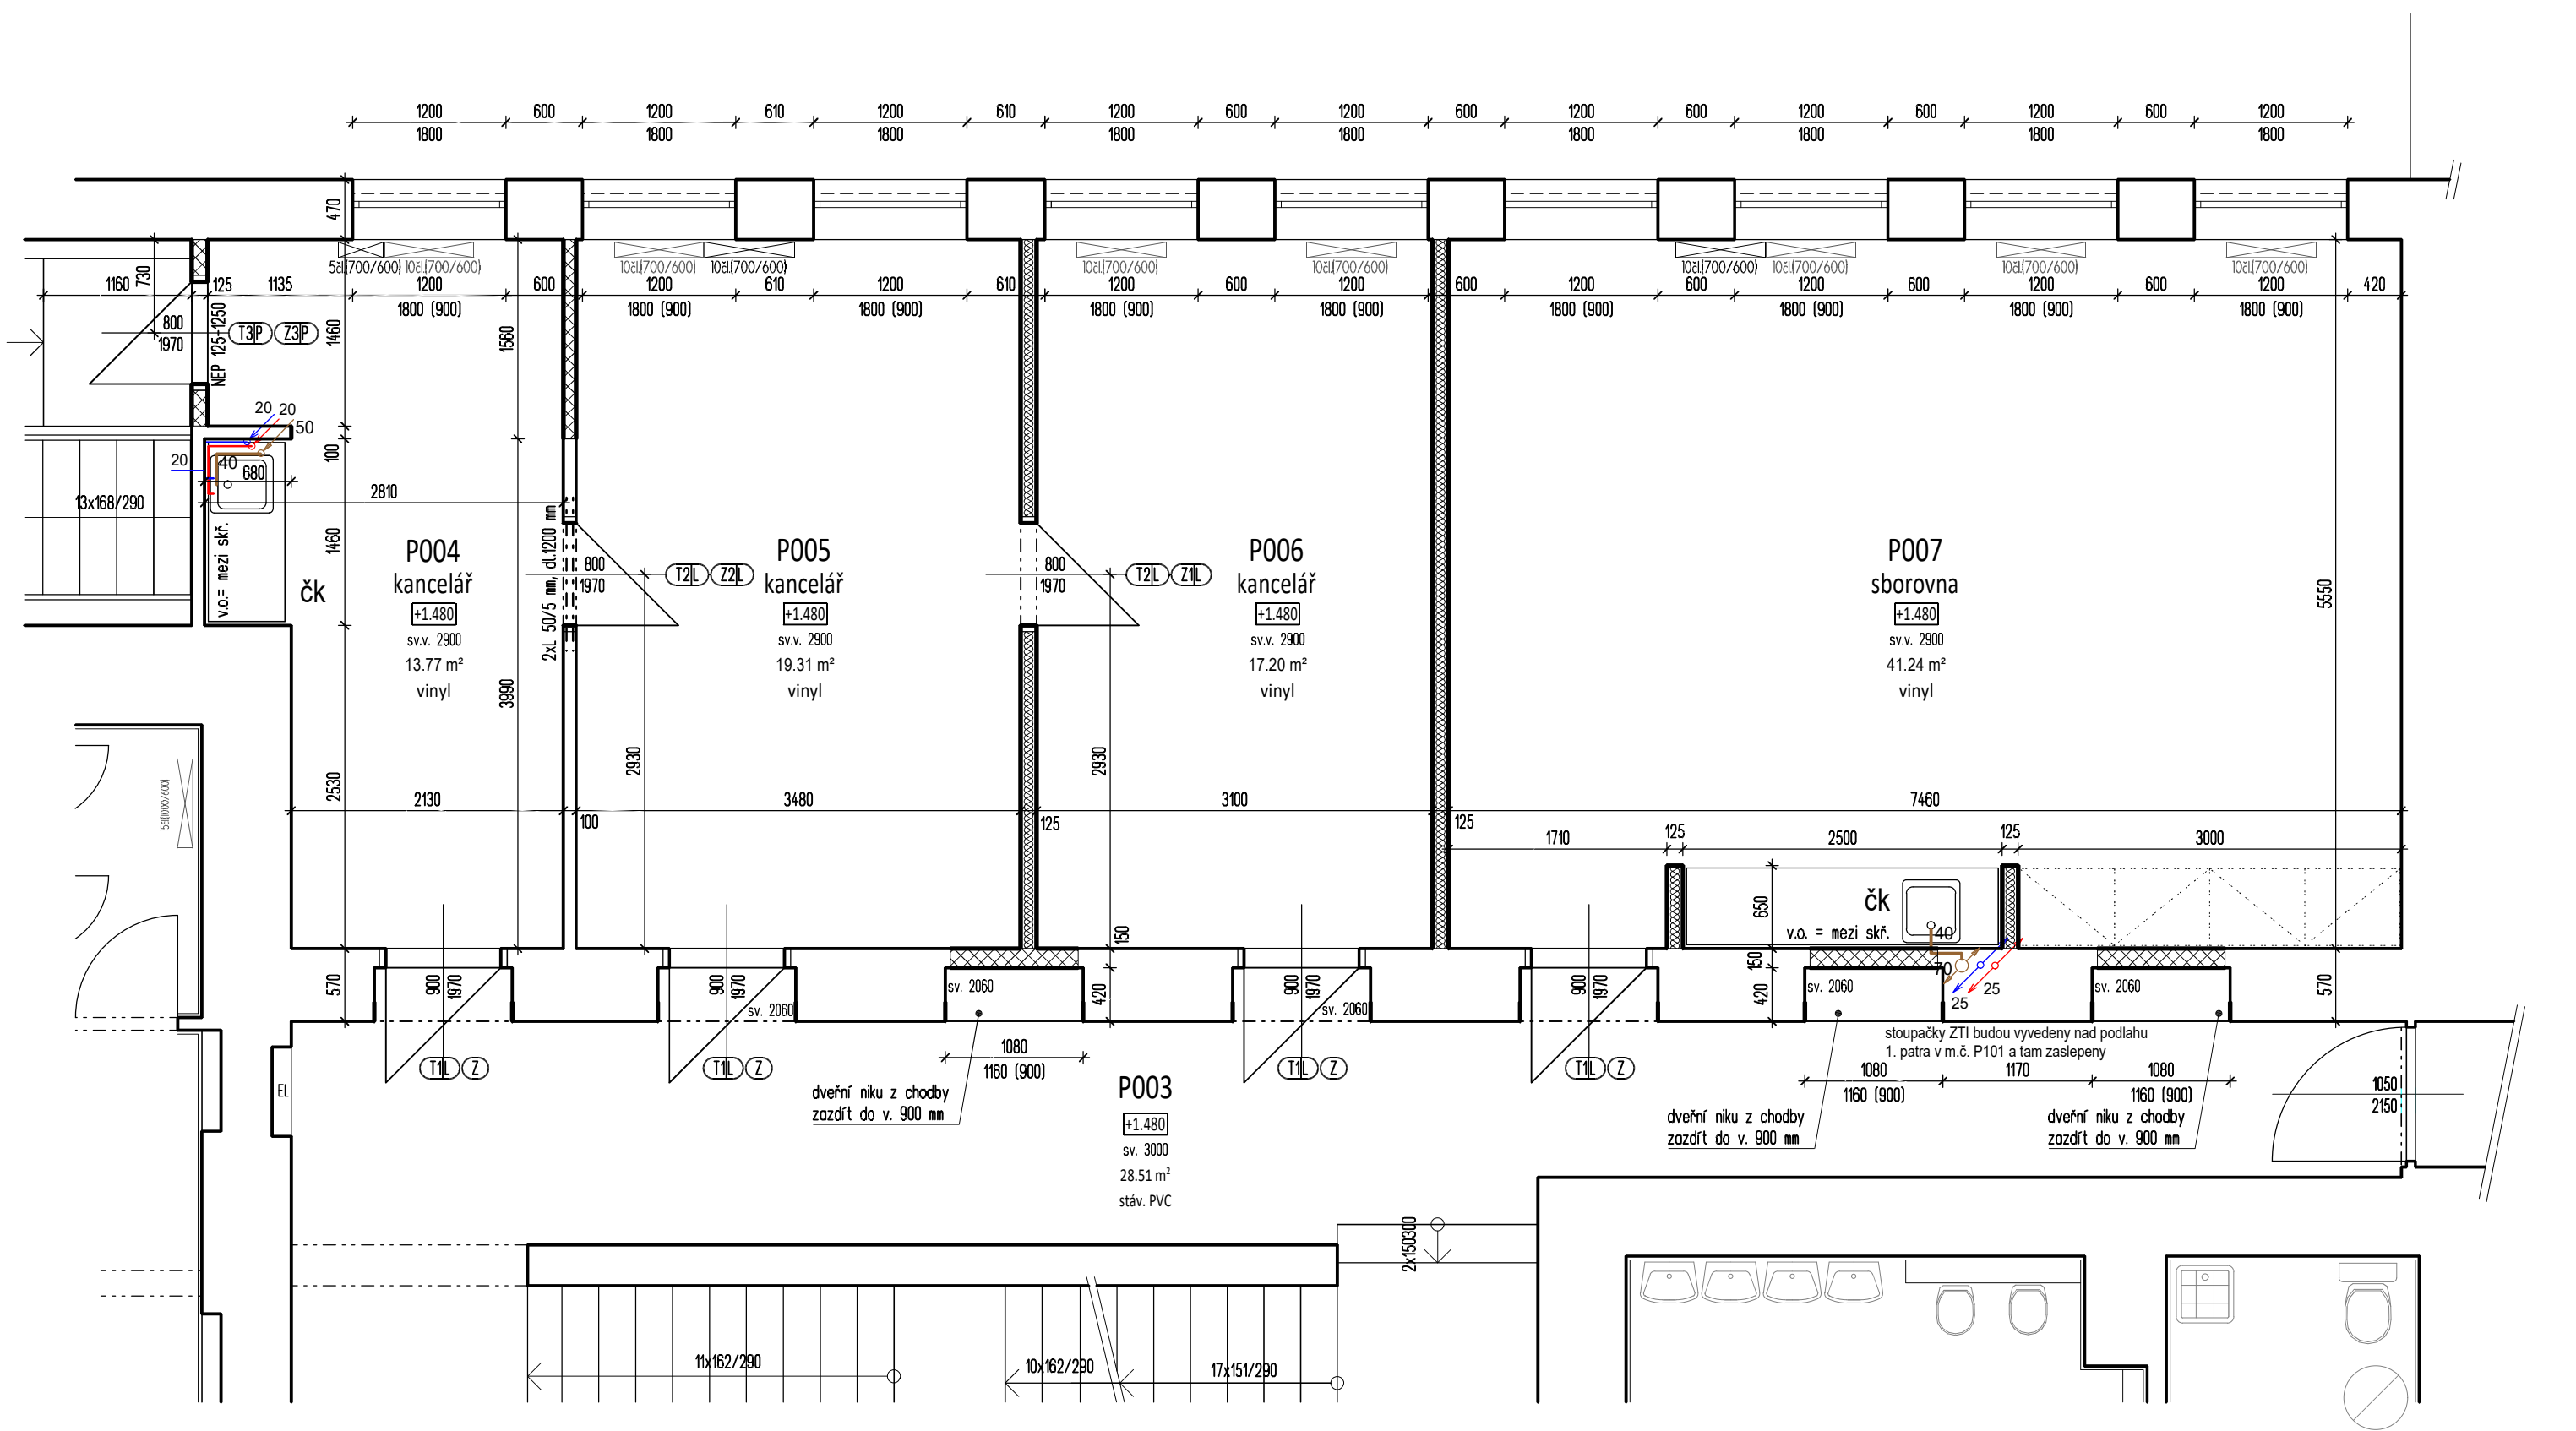 1200 600 1200 610 1200 610 1200 600 1200 600 1200 600 1200 600 1200 600 1200
1800 1800 1800 1800 1800 1800 1800 1800 1800
470
5čl(700/600) 10čl(700/600) 10čl(700/600) 10čl(700/600) 10čl(700/600) 10čl(700/600) 10čl(700/600) 10čl(700/600) 10čl(700/600) 10čl(700/600)
730
1160 125 1135 1200 600 1200 610 1200 610 1200 600 1200 600 1200 600 1200 600 1200 600 1200 420
1800 (900) 1800 (900) 1800 (900) 1800 (900) 1800 (900) 1800 (900) 1800 (900) 1800 (900) 1800 (900)
800
1970
T3P Z3P
NEP 125-1250
1460
1560
20 20
50
20 40
680
100
2810
13x168/290
v.o.= mezi skř.
čk
1460
2xL 50/5 mm, dl.1200 mm
P004
kancelář
+1.480
sv.v. 2900
13.77 m²
vinyl
800
1970
T2L Z2L
P005
kancelář
+1.480
sv.v. 2900
19.31 m²
vinyl
800
1970
T2L Z1L
P006
kancelář
+1.480
sv.v. 2900
17.20 m²
vinyl
P007
sborovna
+1.480
sv.v. 2900
41.24 m²
vinyl
5550
3990
2930
2930
2530
15čl(1000/600)
2130 3480 3100 7460
100 125 125
1710 125 2500 125 3000
650
čk
v.o. = mezi skř.
40
70
25 25
150
150
420
420
570
570
900
1970
900
1970
sv. 2060
sv. 2060
900
1970
sv. 2060
900
1970
sv. 2060
sv. 2060
stoupačky ZTI budou vyvedeny nad podlahu
1. patra v m.č. P101 a tam zaslepeny
T1L Z
T1L Z
T1L Z
T1L Z
1080
1160 (900)
1080 1170 1080
1160 (900) 1160 (900)
1050
2150
EL
dveřní niku z chodby
zazdít do v. 900 mm
dveřní niku z chodby
zazdít do v. 900 mm
dveřní niku z chodby
zazdít do v. 900 mm
P003
+1.480
sv. 3000
28.51 m²
stáv. PVC
2x150300
11x162/290
10x162/290
17x151/290